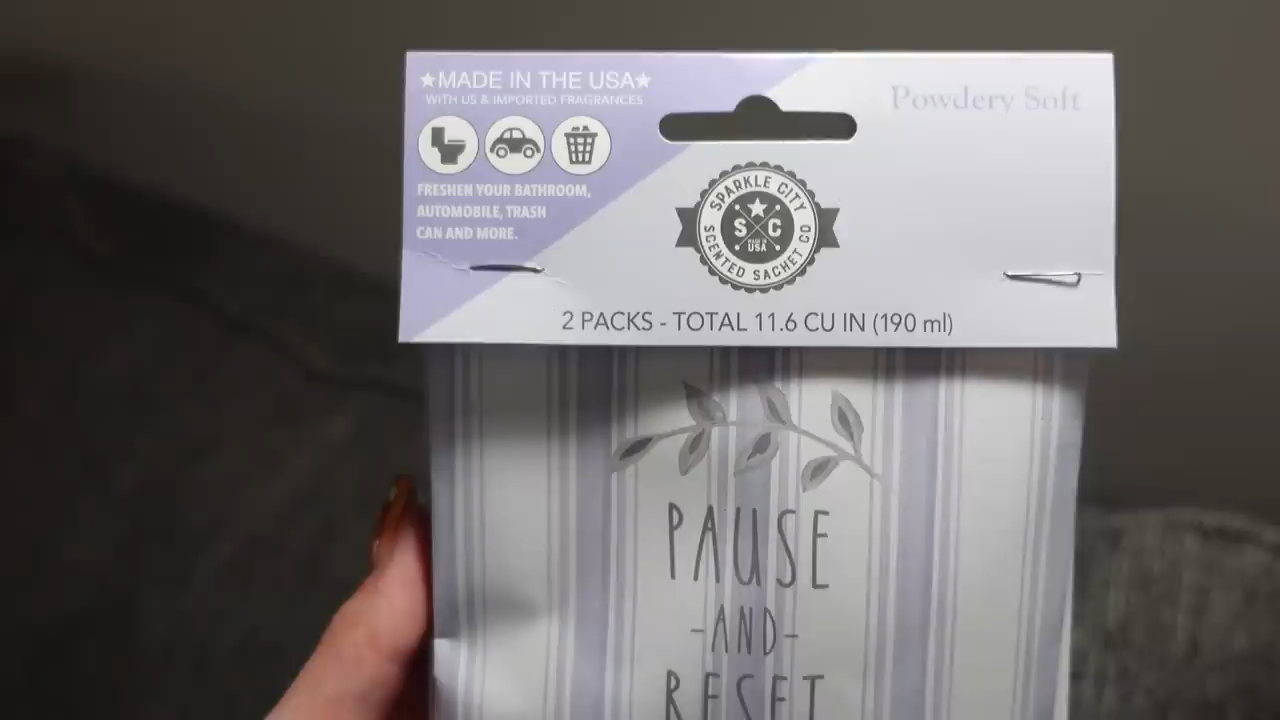 ★MADE IN THE USA★
WITH US & IMPORTED FRAGRANCES
FRESHEN YOUR BATHROOM,
AUTOMOBILE, TRASH
CAN AND MORE.
Powdery Soft
SPARKLE CITY
S C
MADE IN
USA
SCENTED SACHET CO
2 PACKS - TOTAL 11.6 CU IN (190 ml)
PAUSE
-AND-
RESET